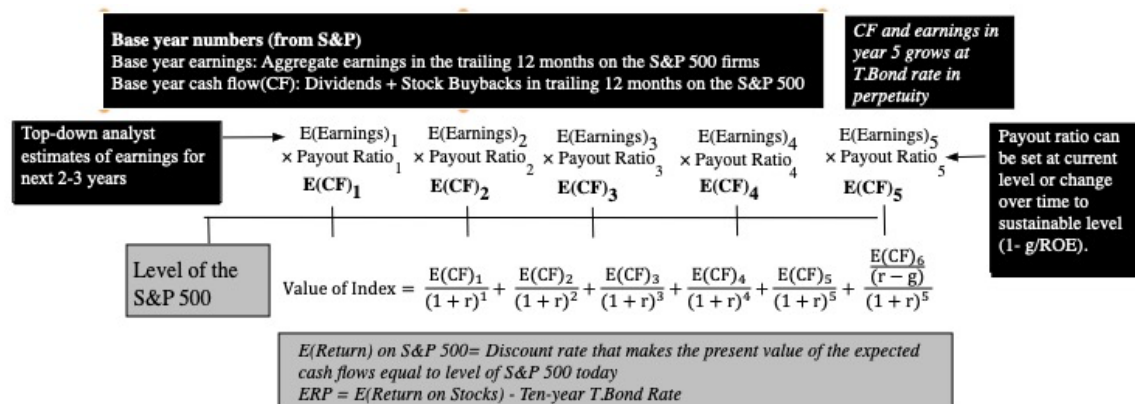 Base year numbers (from S&P)
Base year earnings: Aggregate earnings in the trailing 12 months on the S&P 500 firms
Base year cash flow(CF): Dividends + Stock Buybacks in trailing 12 months on the S&P 500
CF and earnings in
year 5 grows at
T.Bond rate in
perpetuity
Top-down analyst
estimates of earnings for
next 2-3 years
E(Earnings)1 E(Earnings)2 E(Earnings)3 E(Earnings)4 E(Earnings)5
× Payout Ratio1 × Payout Ratio2 × Payout Ratio3 × Payout Ratio4 × Payout Ratio5
E(CF)1 E(CF)2 E(CF)3 E(CF)4 E(CF)5
Payout ratio can
be set at current
level or change
over time to
sustainable level
(1- g/ROE).
Level of the
S&P 500
Value of Index = E(CF)1/(1 + r)^1 + E(CF)2/(1 + r)^2 + E(CF)3/(1 + r)^3 + E(CF)4/(1 + r)^4 + E(CF)5/(1 + r)^5 + (E(CF)6/(r − g))/(1 + r)^5
E(Return) on S&P 500= Discount rate that makes the present value of the expected
cash flows equal to level of S&P 500 today
ERP = E(Return on Stocks) - Ten-year T.Bond Rate